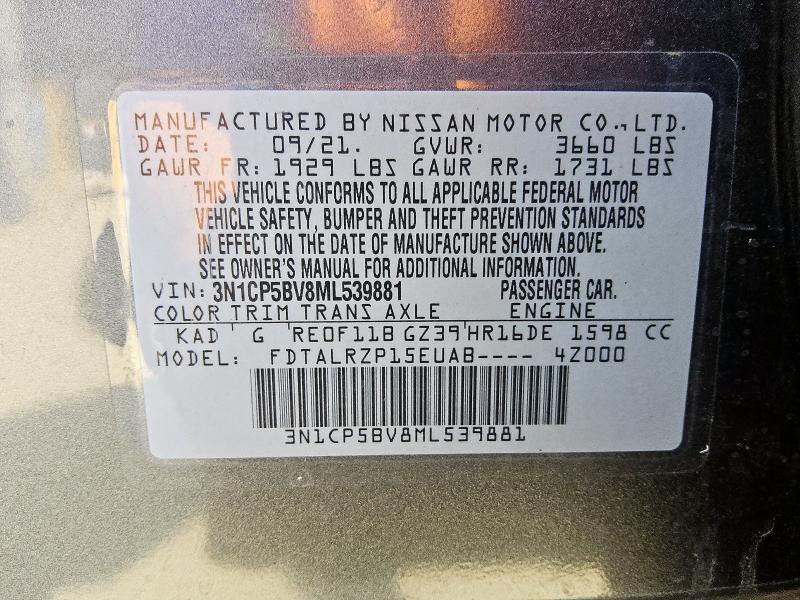 MANUFACTURED BY NISSAN MOTOR CO., LTD.
DATE: 09/21. GVWR: 3660 LBS
GAWR FR: 1929 LBS GAWR RR: 1731 LBS
THIS VEHICLE CONFORMS TO ALL APPLICABLE FEDERAL MOTOR
VEHICLE SAFETY, BUMPER AND THEFT PREVENTION STANDARDS
IN EFFECT ON THE DATE OF MANUFACTURE SHOWN ABOVE.
SEE OWNER'S MANUAL FOR ADDITIONAL INFORMATION.
VIN: 3N1CP5BV8ML539881 PASSENGER CAR.
COLOR TRIM TRANS AXLE ENGINE
KAD G RE0F11B GZ39 HR16DE 1598 CC
MODEL: FDTALRZP15EUAB---- 4Z000
3N1CP5BV8ML539881